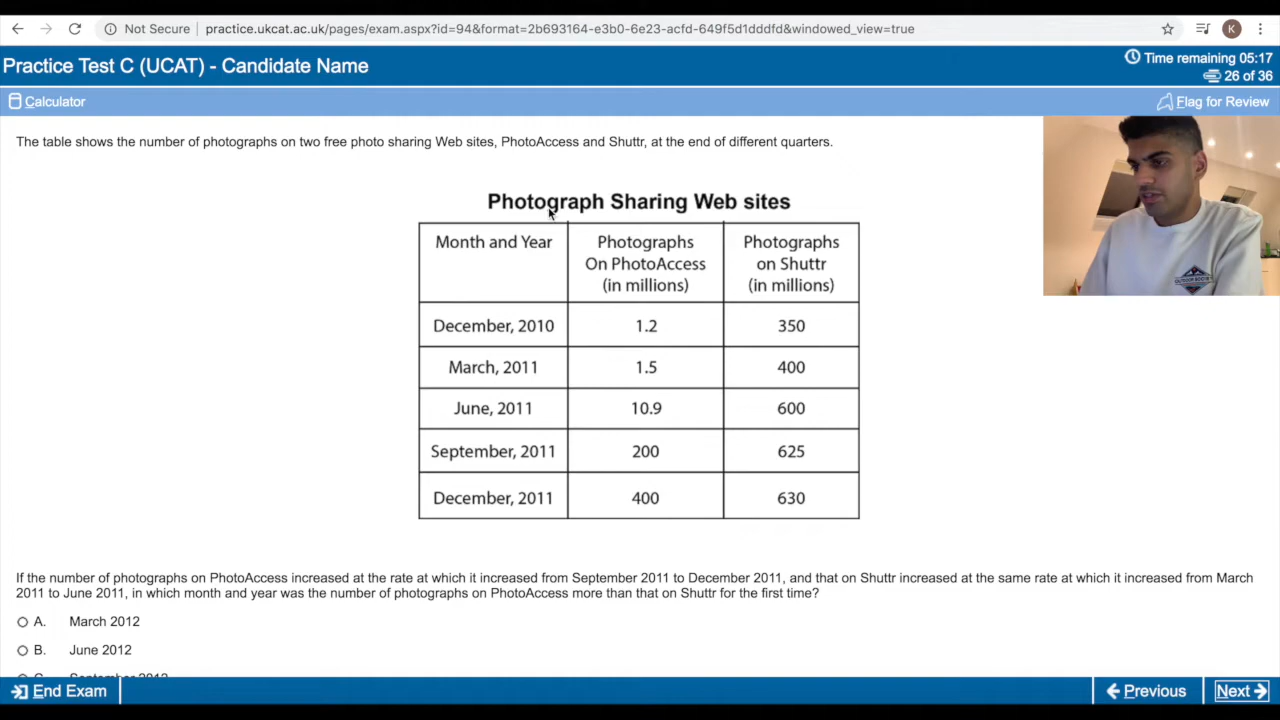 Not Secure | practice.ukcat.ac.uk/pages/exam.aspx?id=94&format=2b693164-e3b0-6e23-acfd-649f5d1dddfd&windowed_view=true
K
Practice Test C (UCAT) - Candidate Name
Time remaining 05:17
26 of 36
Calculator
Flag for Review
The table shows the number of photographs on two free photo sharing Web sites, PhotoAccess and Shuttr, at the end of different quarters.
Photograph Sharing Web sites
Month and Year
Photographs
On PhotoAccess
(in millions)
Photographs
on Shuttr
(in millions)
December, 2010 1.2 350
March, 2011 1.5 400
June, 2011 10.9 600
September, 2011 200 625
December, 2011 400 630
If the number of photographs on PhotoAccess increased at the rate at which it increased from September 2011 to December 2011, and that on Shuttr increased at the same rate at which it increased from March
2011 to June 2011, in which month and year was the number of photographs on PhotoAccess more than that on Shuttr for the first time?
A. March 2012
B. June 2012
C. September 2012
End Exam
Previous
Next